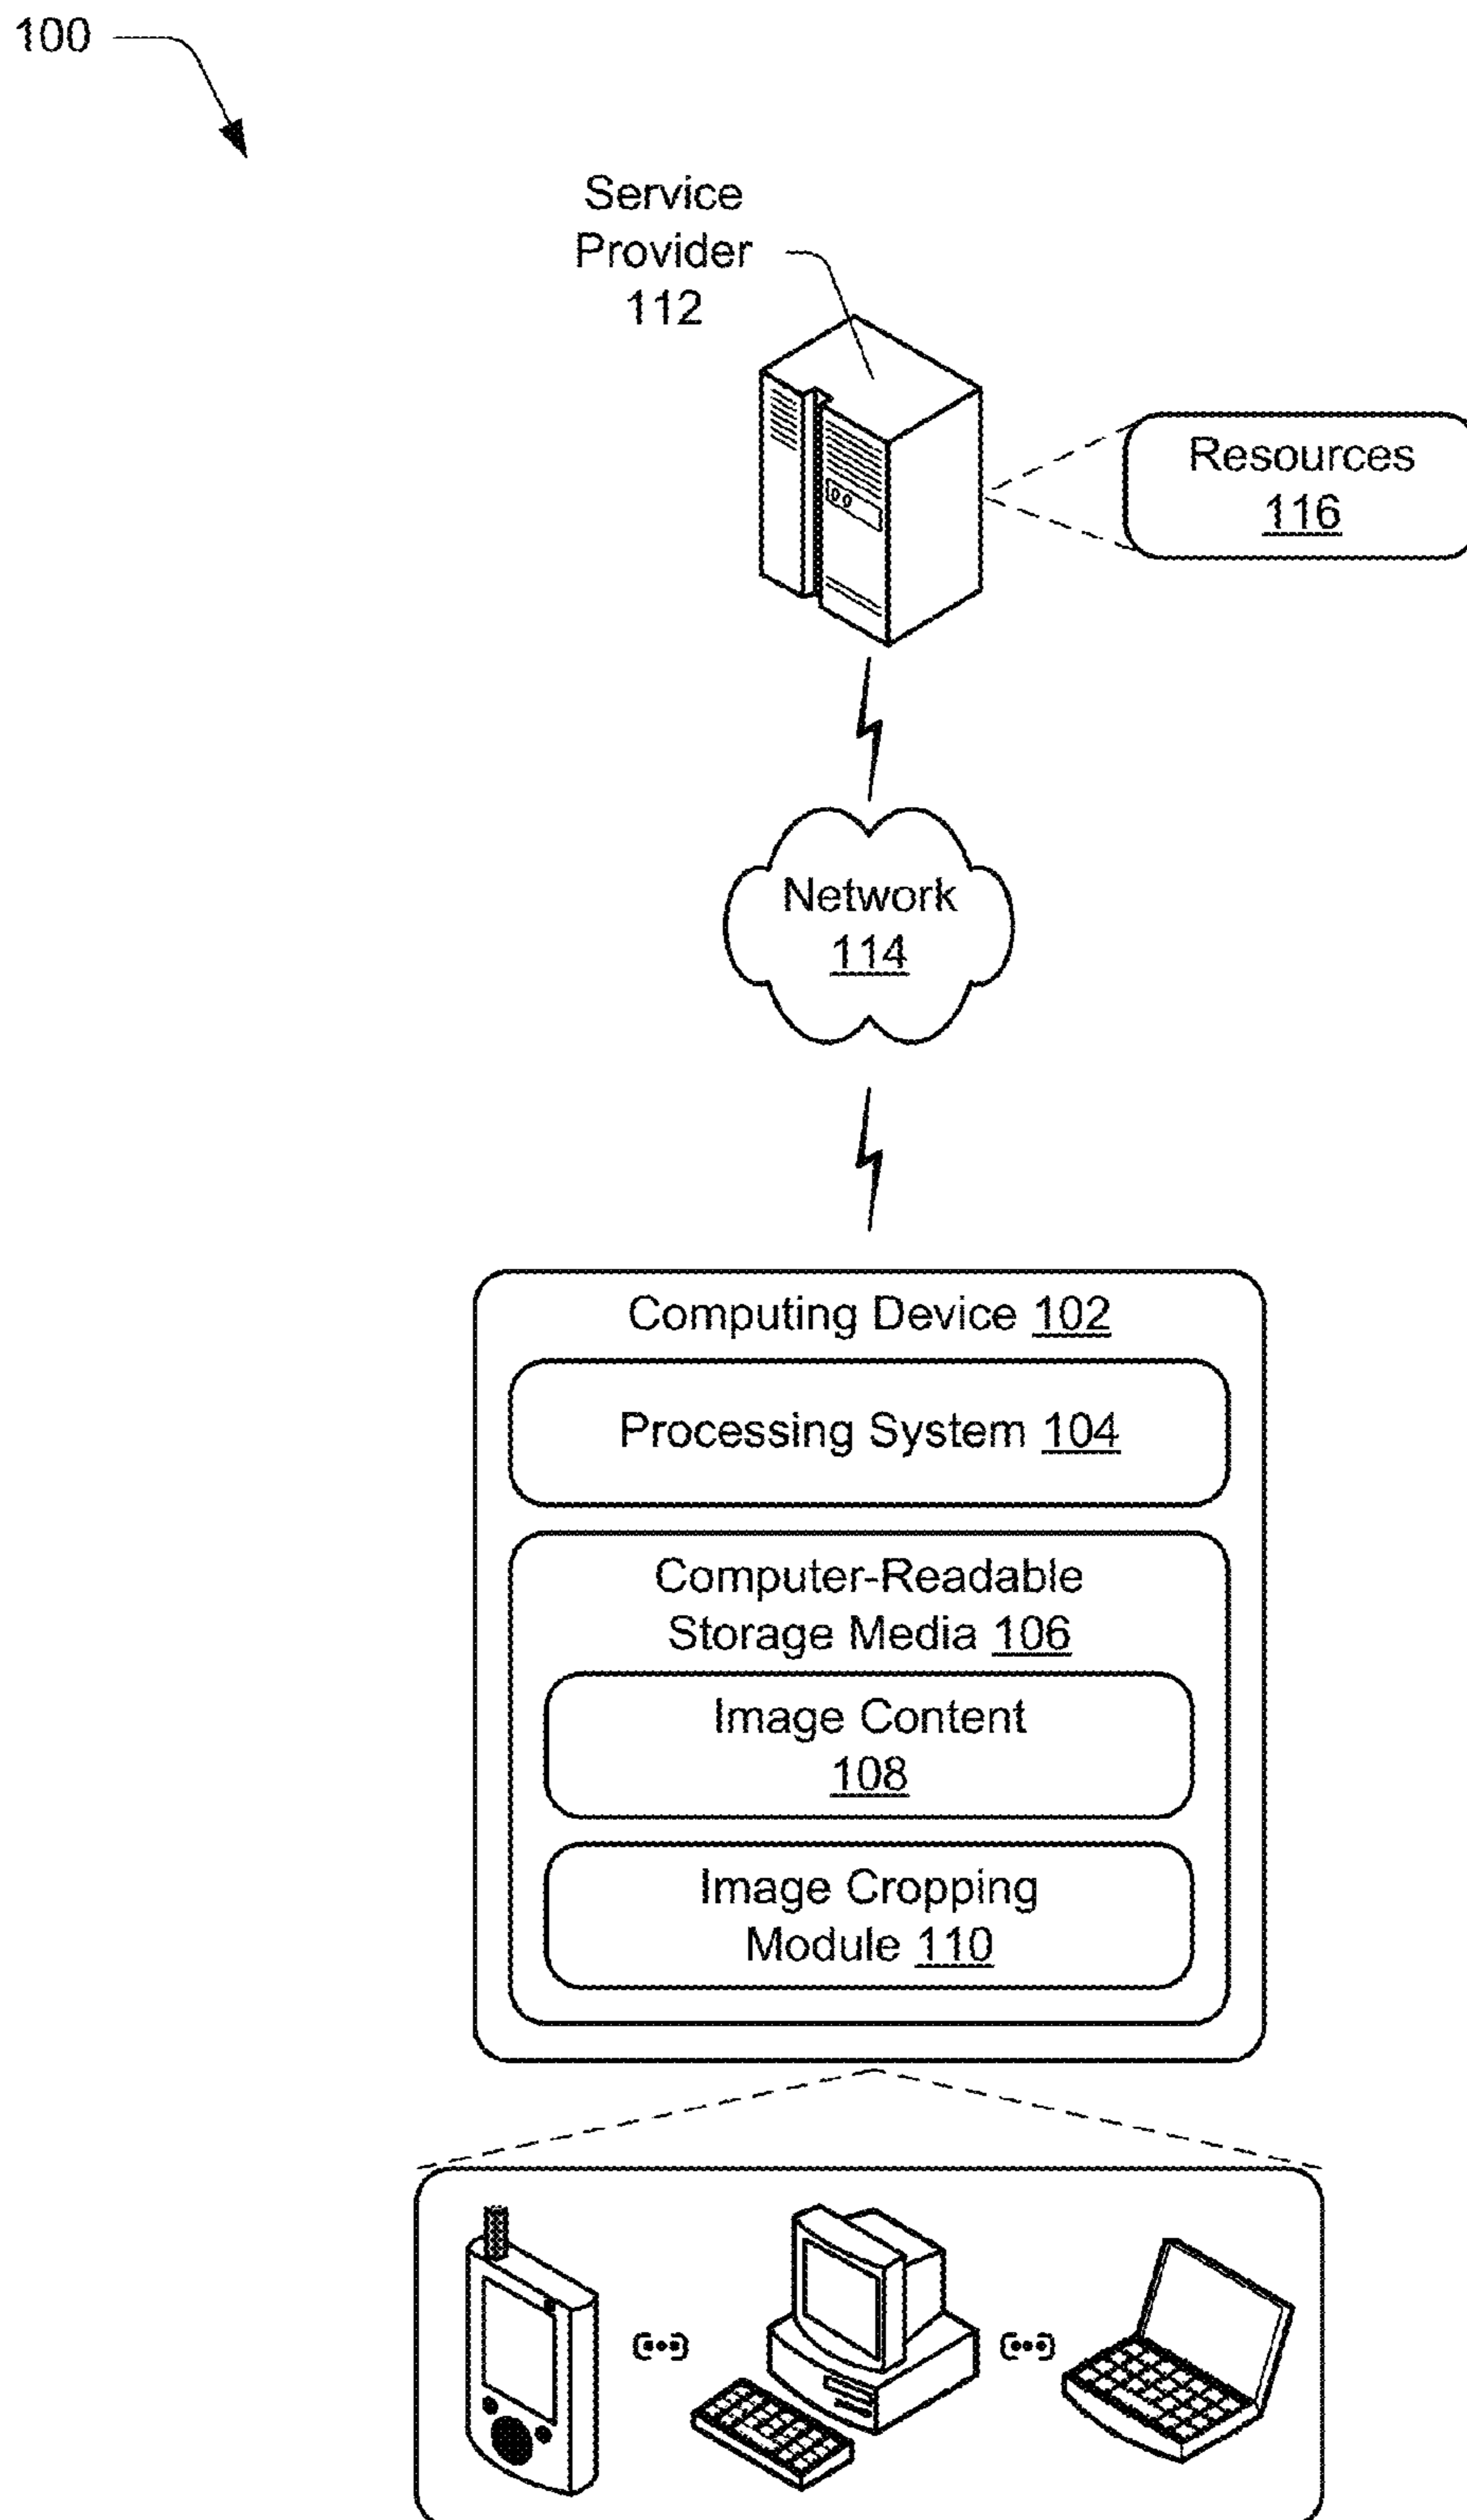 100
Service
Provider
112
Resources
116
Network
114
Computing Device 102
Processing System 104
Computer-Readable
Storage Media 106
Image Content
108
Image Cropping
Module 110